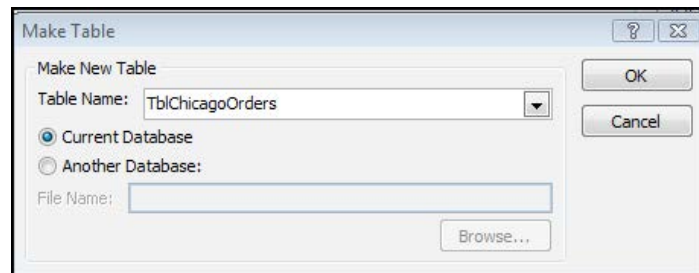 Make Table
Make New Table
Table Name: TblChicagoOrders
Current Database
Another Database:
File Name:
Browse...
OK
Cancel